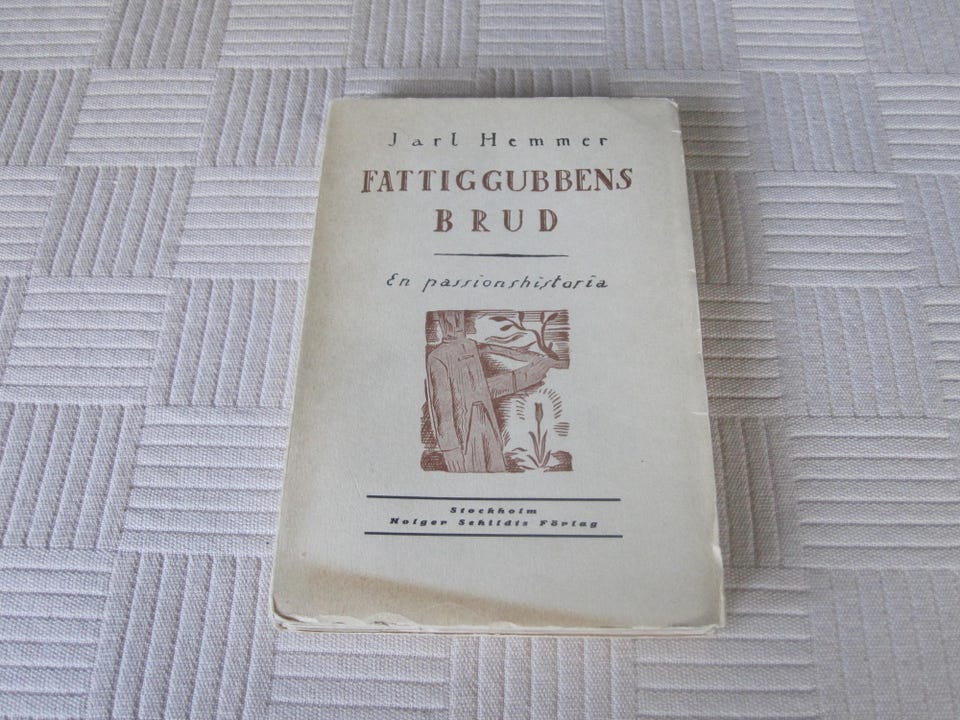 Jarl Hemmer
FATTIGGUBBENS
BRUD
En passionshistoria
Stockholm
Holger Schildts Förlag